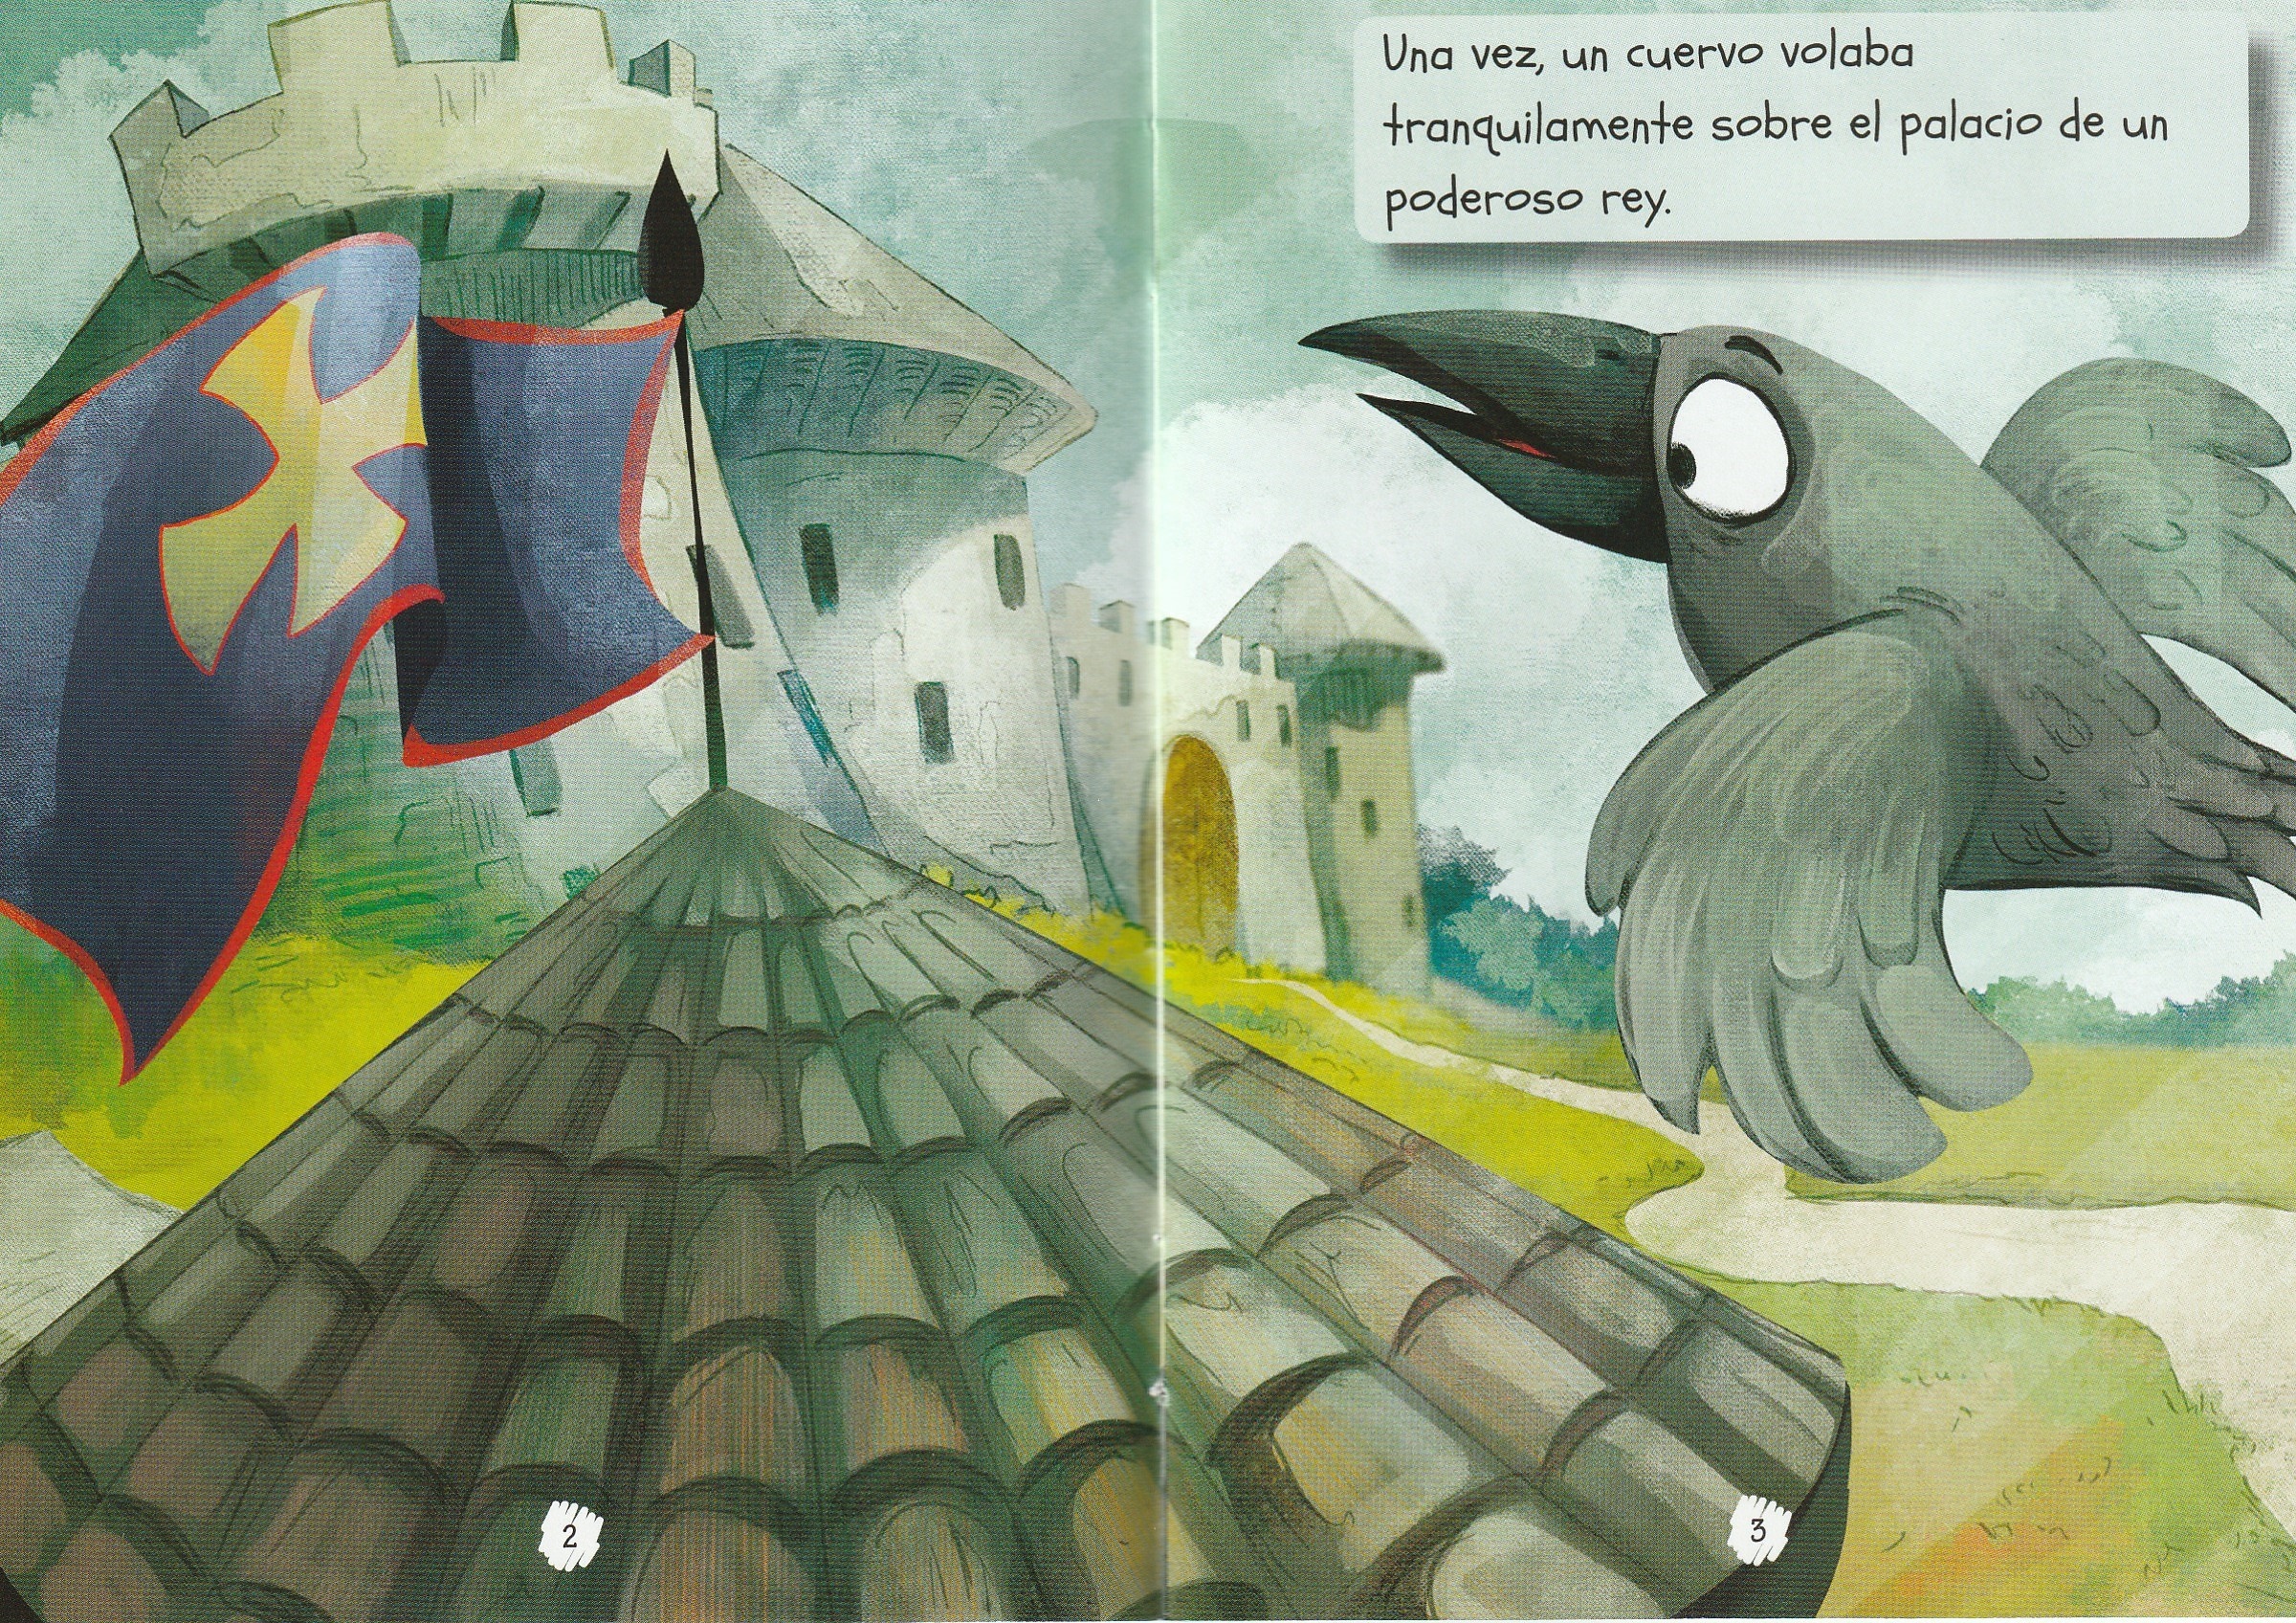 Una vez, un cuervo volaba
tranquilamente sobre el palacio de un
poderoso rey.
2
3